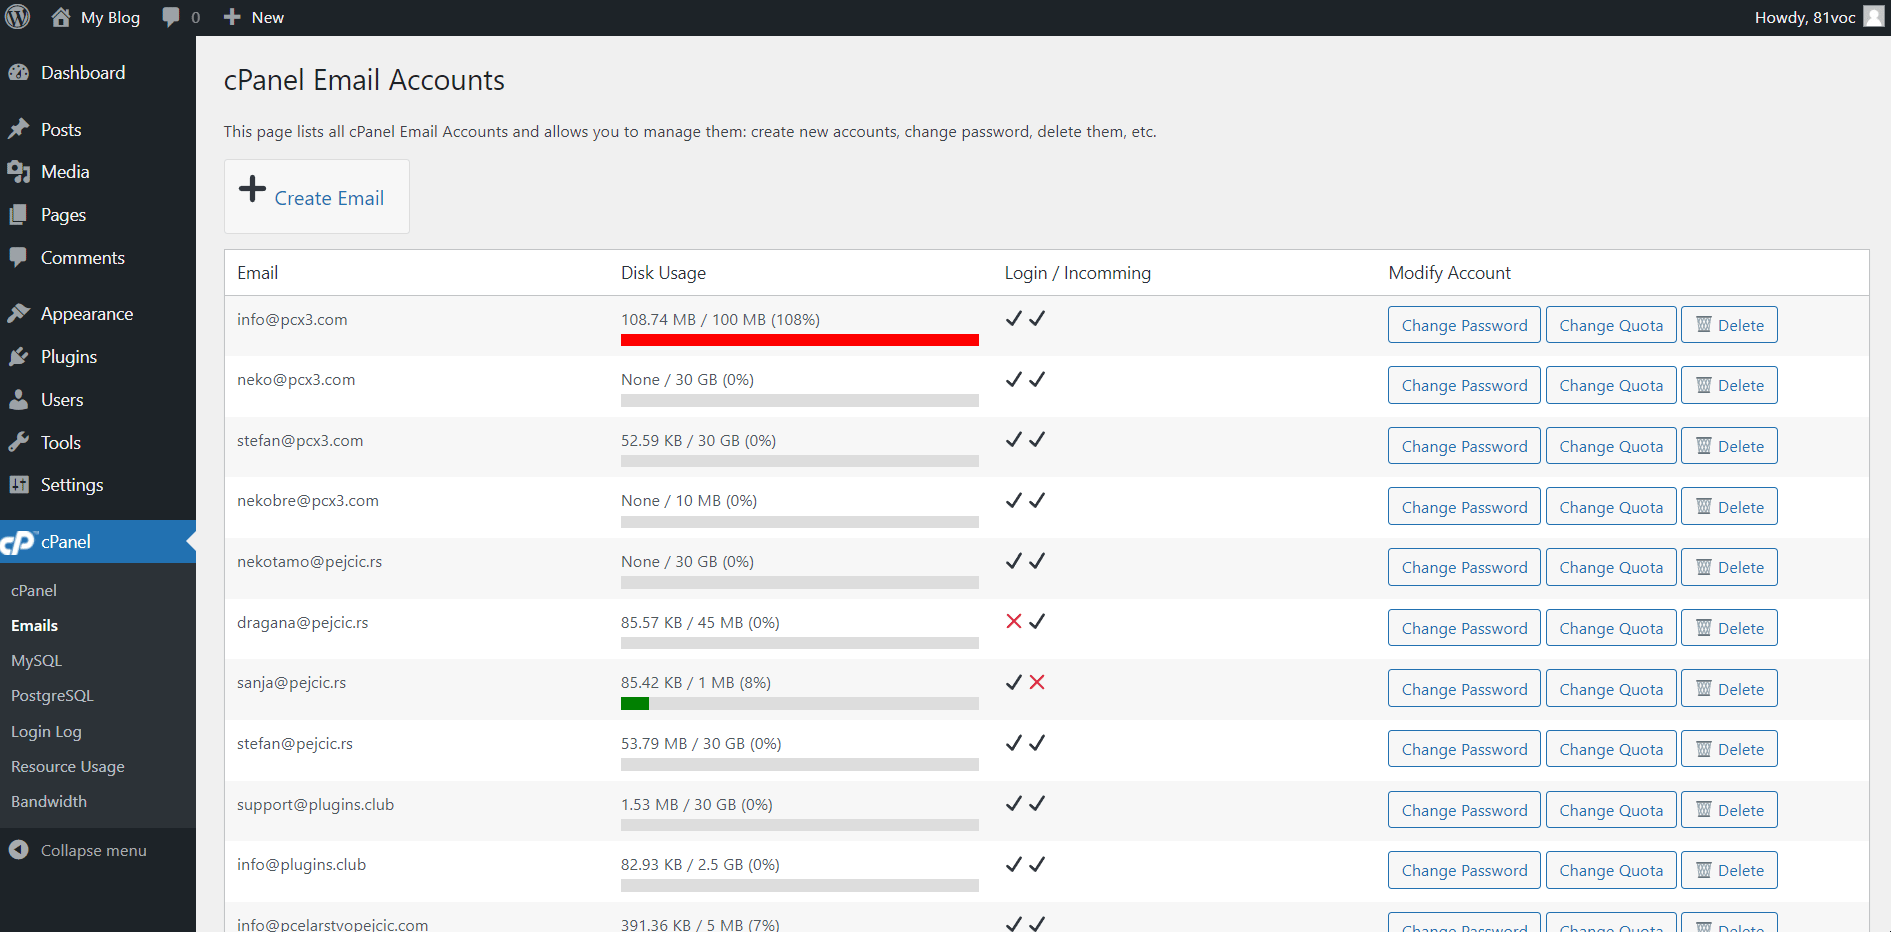 My Blog 0 New Howdy, 81voc
Dashboard
Posts
Media
Pages
Comments
Appearance
Plugins
Users
Tools
Settings
cP™ cPanel
cPanel
Emails
MySQL
PostgreSQL
Login Log
Resource Usage
Bandwidth
Collapse menu
cPanel Email Accounts
This page lists all cPanel Email Accounts and allows you to manage them: create new accounts, change password, delete them, etc.
Create Email
Email Disk Usage Login / Incomming Modify Account
info@pcx3.com 108.74 MB / 100 MB (108%) Change Password Change Quota Delete
neko@pcx3.com None / 30 GB (0%) Change Password Change Quota Delete
stefan@pcx3.com 52.59 KB / 30 GB (0%) Change Password Change Quota Delete
nekobre@pcx3.com None / 10 MB (0%) Change Password Change Quota Delete
nekotamo@pejcic.rs None / 30 GB (0%) Change Password Change Quota Delete
dragana@pejcic.rs 85.57 KB / 45 MB (0%) Change Password Change Quota Delete
sanja@pejcic.rs 85.42 KB / 1 MB (8%) Change Password Change Quota Delete
stefan@pejcic.rs 53.79 MB / 30 GB (0%) Change Password Change Quota Delete
support@plugins.club 1.53 MB / 30 GB (0%) Change Password Change Quota Delete
info@plugins.club 82.93 KB / 2.5 GB (0%) Change Password Change Quota Delete
info@pcelarstvopejcic.com 391.36 KB / 5 MB (7%) Change Password Change Quota Delete